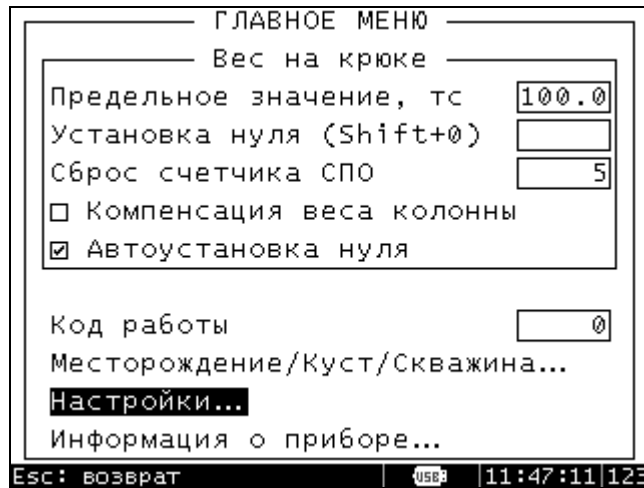 ГЛАВНОЕ МЕНЮ
Вес на крюке
Предельное значение, тс 100.0
Установка нуля (Shift+0)
Сброс счетчика СПО 5
Компенсация веса колонны
Автоустановка нуля
Код работы 0
Месторождение/Куст/Скважина...
Настройки...
Информация о приборе...
Esc: возврат USB 11:47:11 123